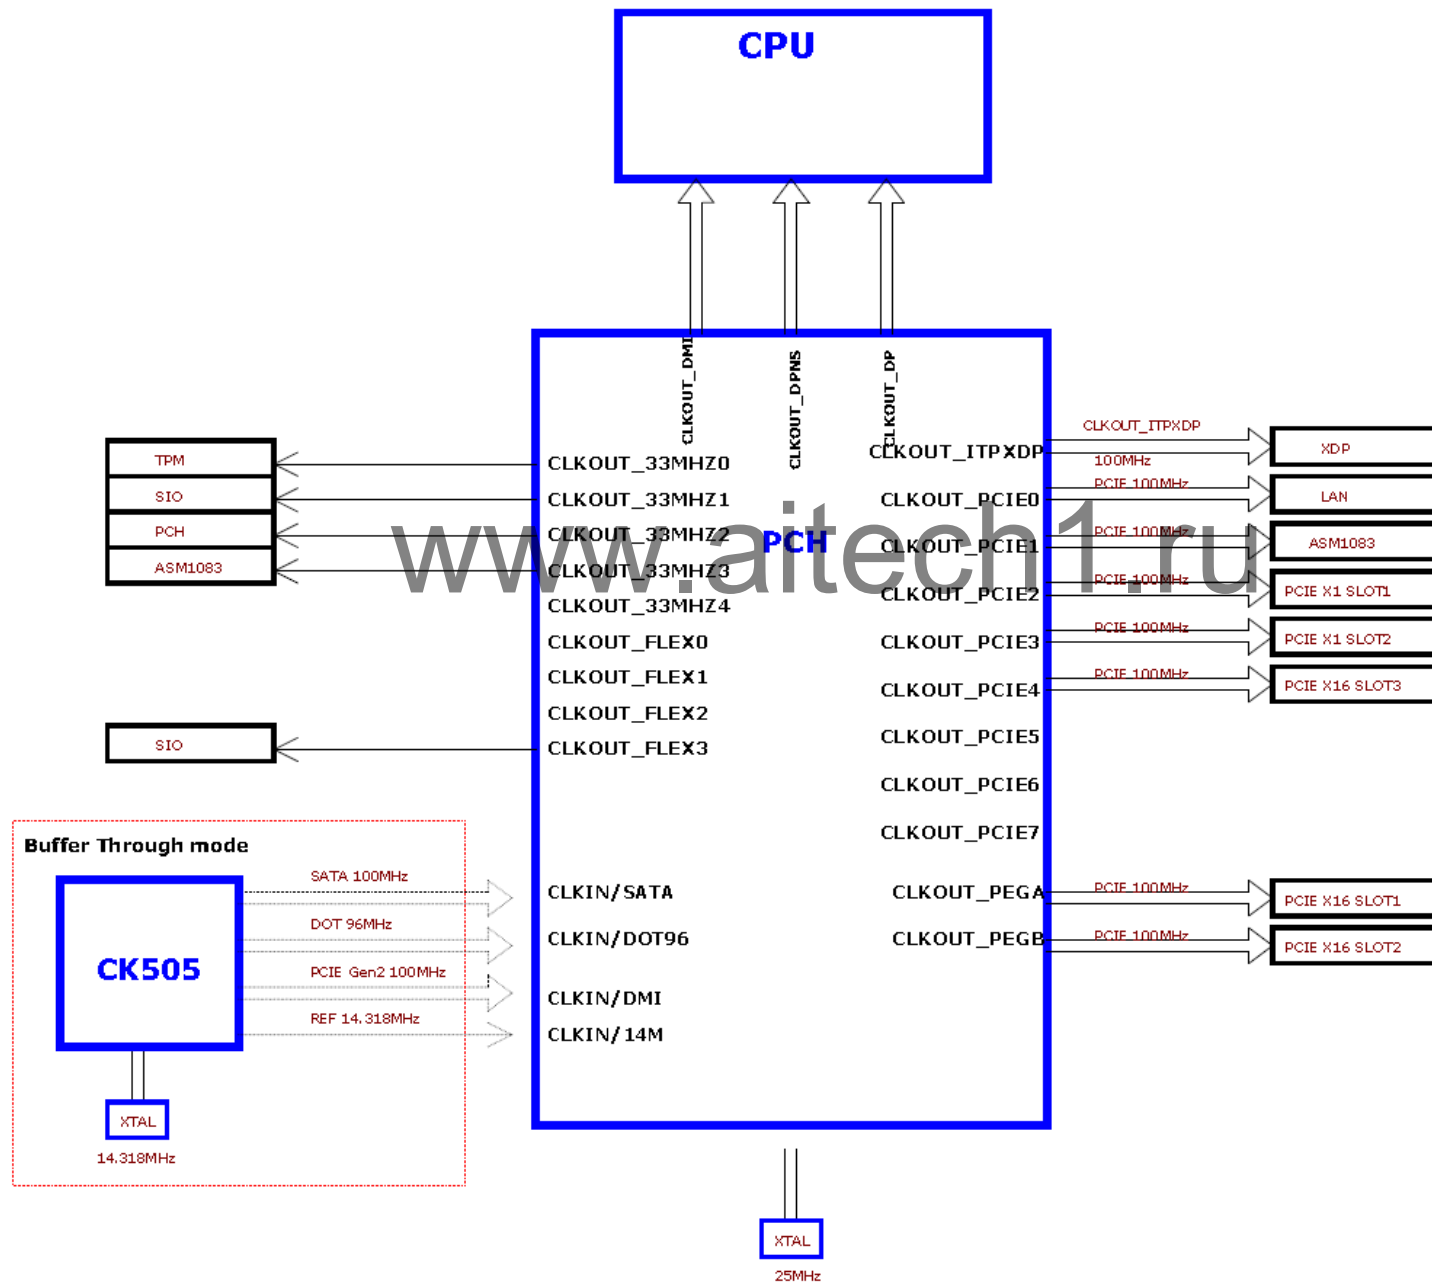 CPU
CLKOUT_DMI
CLKOUT_DPNS
CLKOUT_DP
TPM
SIO
PCH
ASM1083
SIO
CLKOUT_33MHZ0
CLKOUT_33MHZ1
CLKOUT_33MHZ2
CLKOUT_33MHZ3
CLKOUT_33MHZ4
CLKOUT_FLEX0
CLKOUT_FLEX1
CLKOUT_FLEX2
CLKOUT_FLEX3
PCH
www.aitech1.ru
CLKOUT_ITPXDP
CLKOUT_PCIE0
CLKOUT_PCIE1
CLKOUT_PCIE2
CLKOUT_PCIE3
CLKOUT_PCIE4
CLKOUT_PCIE5
CLKOUT_PCIE6
CLKOUT_PCIE7
CLKOUT_PEGA
CLKOUT_PEGB
CLKOUT_ITPXDP
100MHz
PCIE 100MHz
PCIE 100MHz
PCIE 100MHz
PCIE 100MHz
PCIE 100MHz
PCIE 100MHz
PCIE 100MHz
XDP
LAN
ASM1083
PCIE X1 SLOT1
PCIE X1 SLOT2
PCIE X16 SLOT3
PCIE X16 SLOT1
PCIE X16 SLOT2
Buffer Through mode
CK505
SATA 100MHz
DOT 96MHz
PCIE Gen2 100MHz
REF 14.318MHz
CLKIN/SATA
CLKIN/DOT96
CLKIN/DMI
CLKIN/14M
XTAL
14.318MHz
XTAL
25MHz